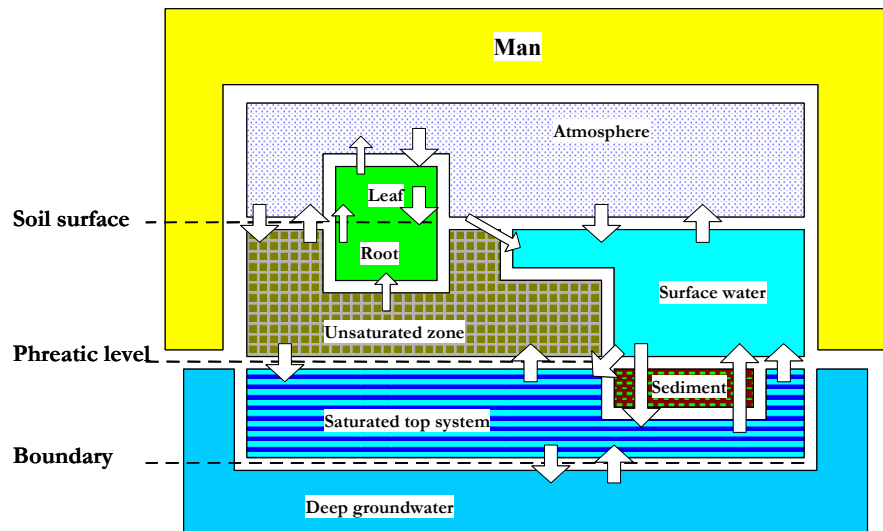 Man
Atmosphere
Leaf
Soil surface
Root
Surface water
Unsaturated zone
Phreatic level
Sediment
Saturated top system
Boundary
Deep groundwater